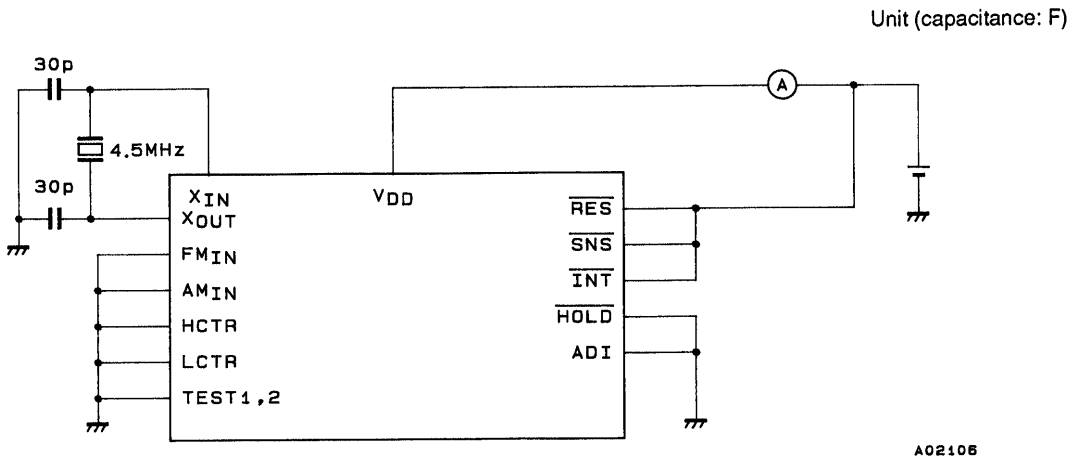 Unit (capacitance: F)
30p
A
4.5MHz
30p
XIN
VDD
RES
XOUT
SNS
FMIN
INT
AMIN
HOLD
HCTR
ADI
LCTR
TEST1,2
A02106